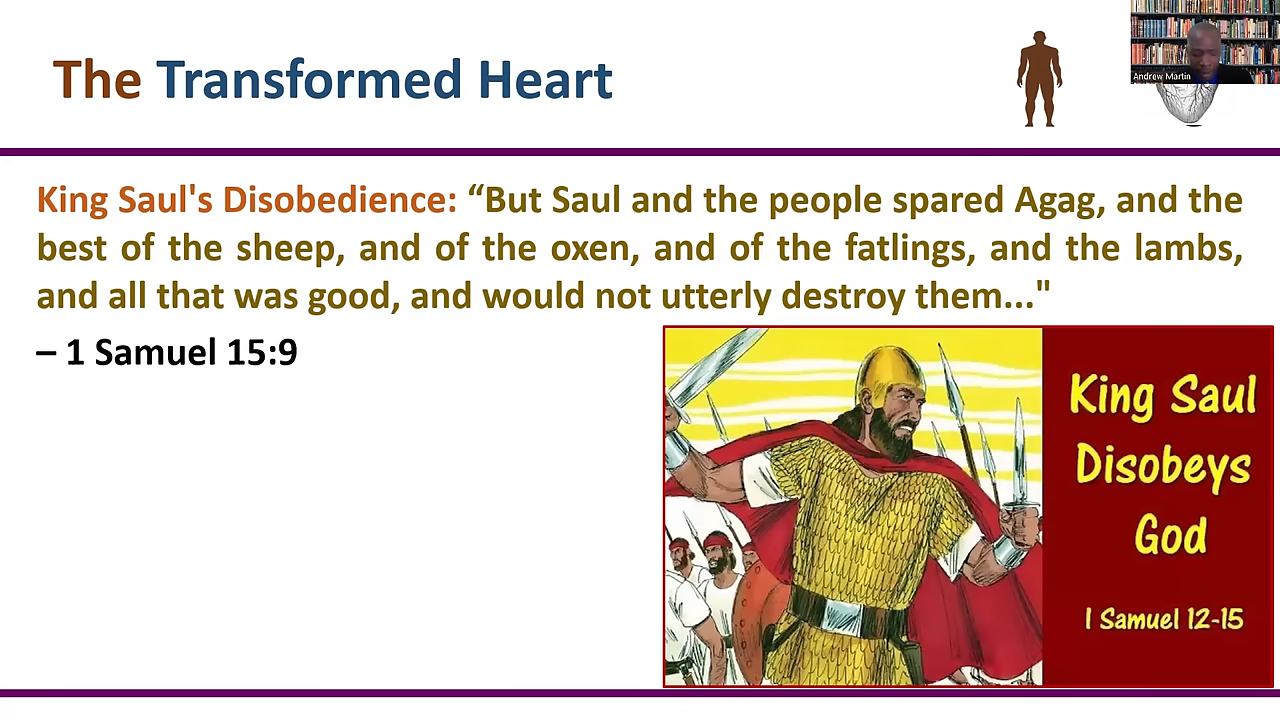 The Transformed Heart
Andrew Martin
King Saul's Disobedience: “But Saul and the people spared Agag, and the
best of the sheep, and of the oxen, and of the fatlings, and the lambs,
and all that was good, and would not utterly destroy them..."
– 1 Samuel 15:9
King Saul
Disobeys
God
1 Samuel 12-15